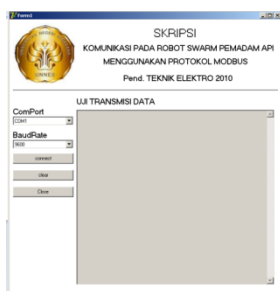 Form1
SKRIPSI
KOMUNIKASI PADA ROBOT SWARM PEMADAM API
MENGGUNAKAN PROTOKOL MODBUS
Pend. TEKNIK ELEKTRO 2010
UNNES
UJI TRANSMISI DATA
ComPort
COM1
BaudRate
9600
connect
clear
Close